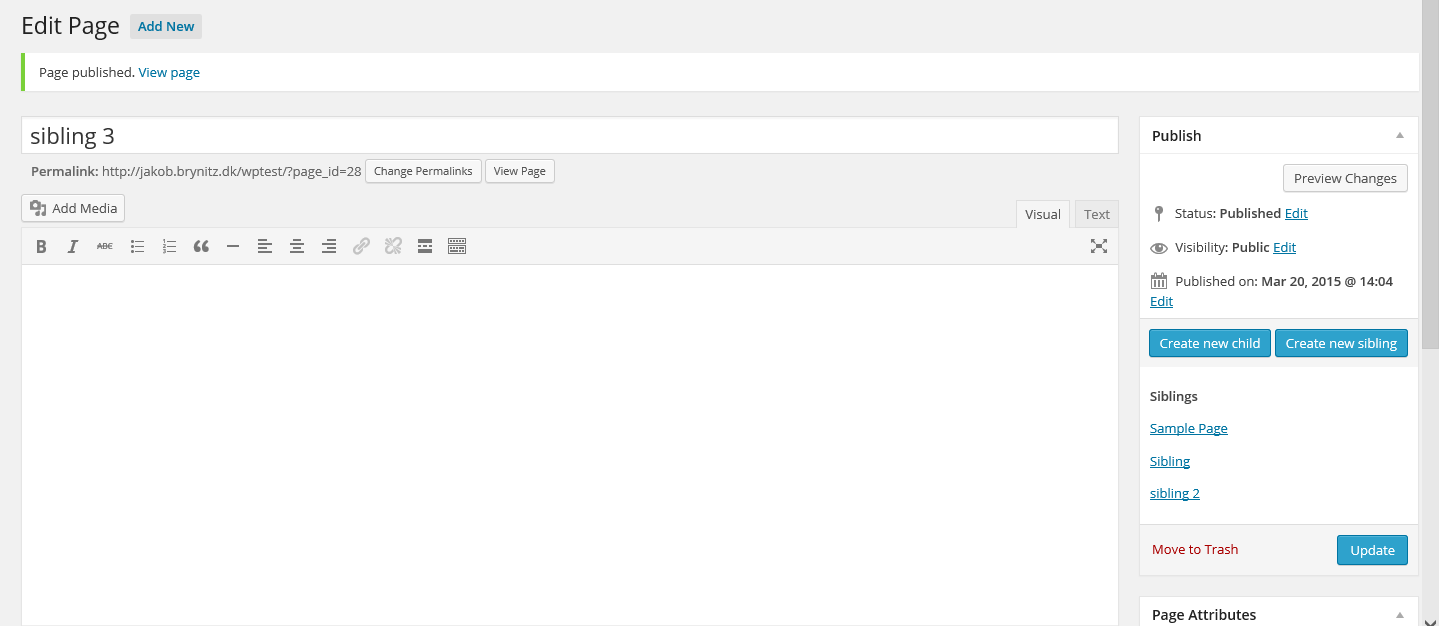 Edit Page Add New
Page published. View page
sibling 3
Permalink: http://jakob.brynitz.dk/wptest/?page_id=28 Change Permalinks View Page
Add Media
Visual Text
B I ABC
Publish
Preview Changes
Status: Published Edit
Visibility: Public Edit
Published on: Mar 20, 2015 @ 14:04
Edit
Create new child Create new sibling
Siblings
Sample Page
Sibling
sibling 2
Move to Trash Update
Page Attributes